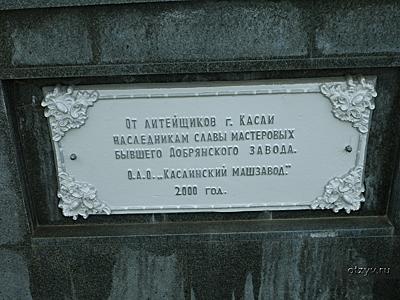 От литейщиков г. Касли
наследникам славы мастеровых
бывшего Добрянского завода.
О.А.О. „Каслинский машзавод."
2000 год.
otzyv.ru